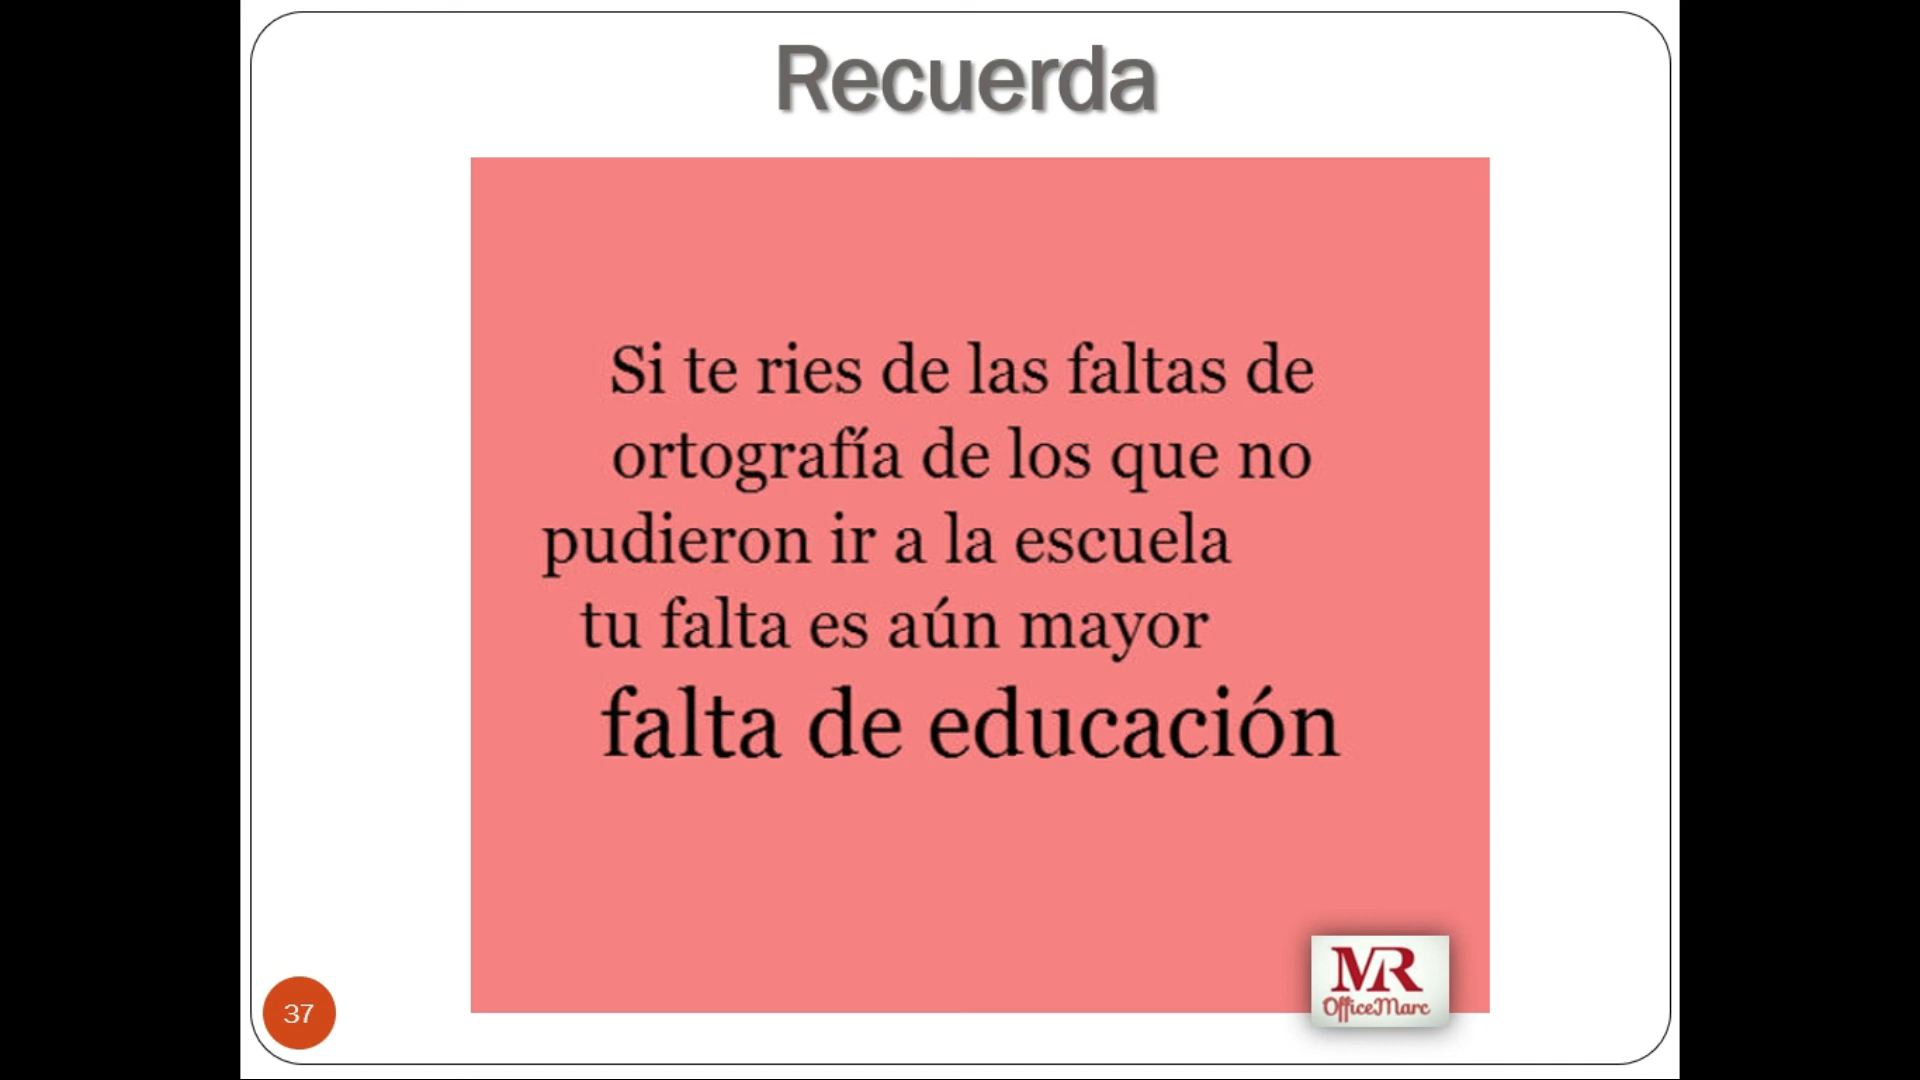 Recuerda
Si te ries de las faltas de
ortografía de los que no
pudieron ir a la escuela
tu falta es aún mayor
falta de educación
MR
OfficeMarc
37